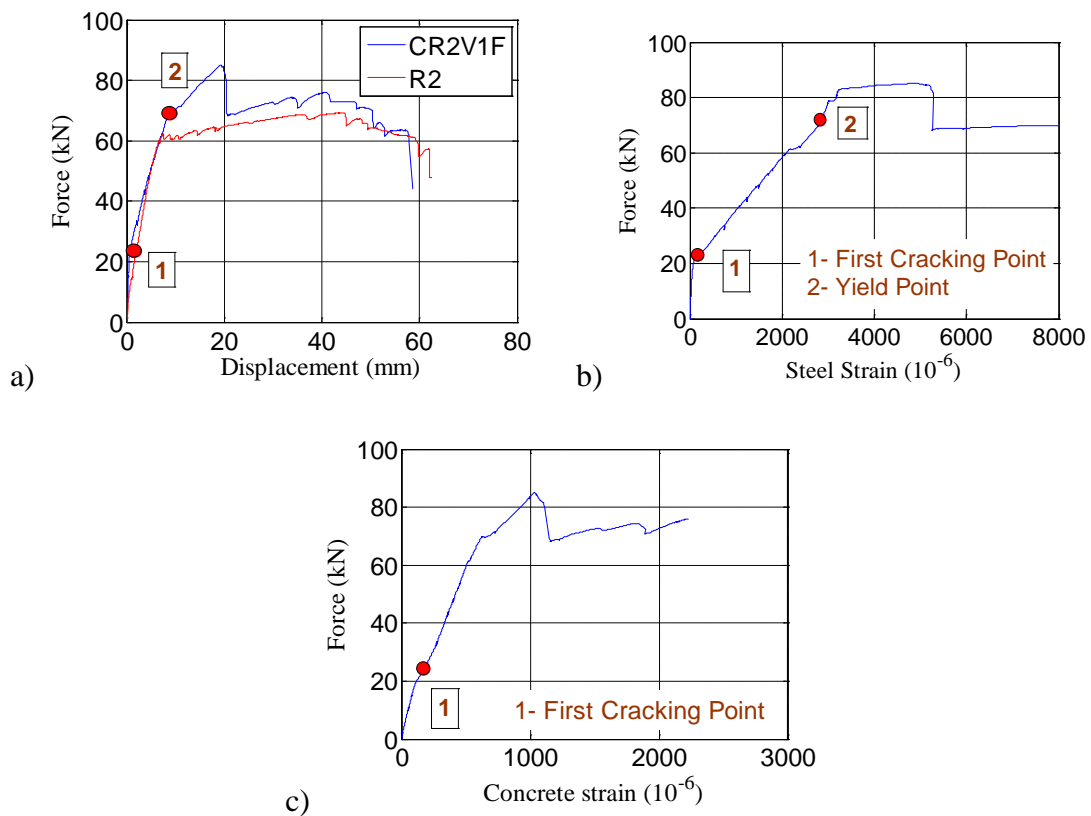 100
80
60
40
20
0
Force (kN)
1
2
CR2V1F
R2
0 20 40 60 80
Displacement (mm)
a)
100
80
60
40
20
0
Force (kN)
1
2
1- First Cracking Point
2- Yield Point
0 2000 4000 6000 8000
Steel Strain (10⁻⁶)
b)
100
80
60
40
20
0
Force (kN)
1
1- First Cracking Point
0 1000 2000 3000
Concrete strain (10⁻⁶)
c)